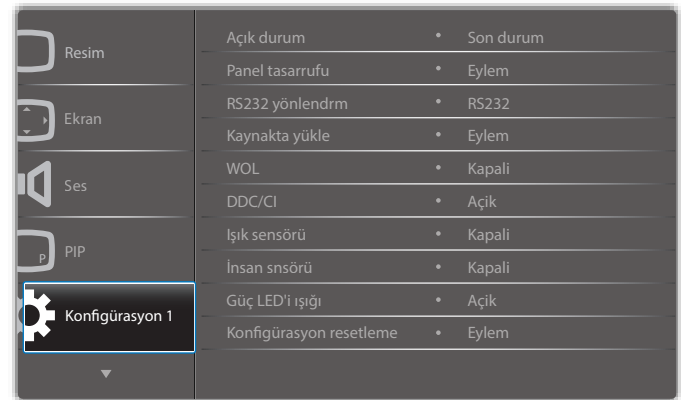 Resim
Ekran
Ses
P PIP
Konfigürasyon 1
Açık durum • Son durum
Panel tasarrufu • Eylem
RS232 yönlendrm • RS232
Kaynakta yükle • Eylem
WOL • Kapali
DDC/CI • Açik
Işık sensörü • Kapali
İnsan snsörü • Kapali
Güç LED'i ışığı • Açik
Konfigürasyon resetleme • Eylem